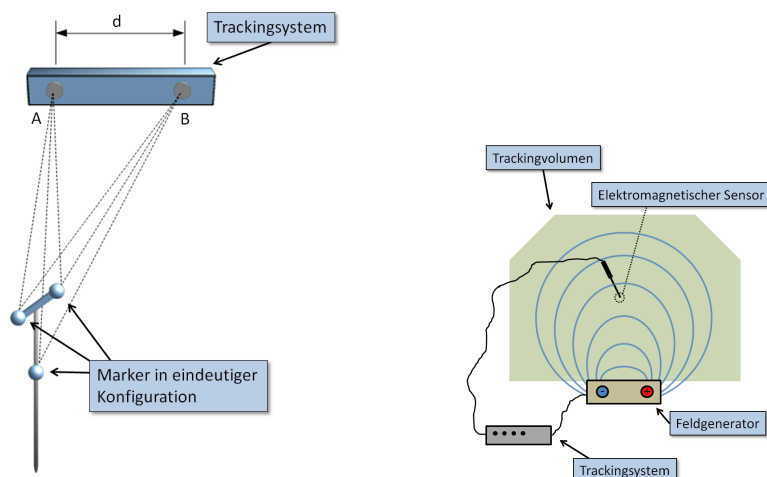 d
Trackingsystem
A
B
Marker in eindeutiger
Konfiguration
Trackingvolumen
Elektromagnetischer Sensor
-
+
Feldgenerator
Trackingsystem